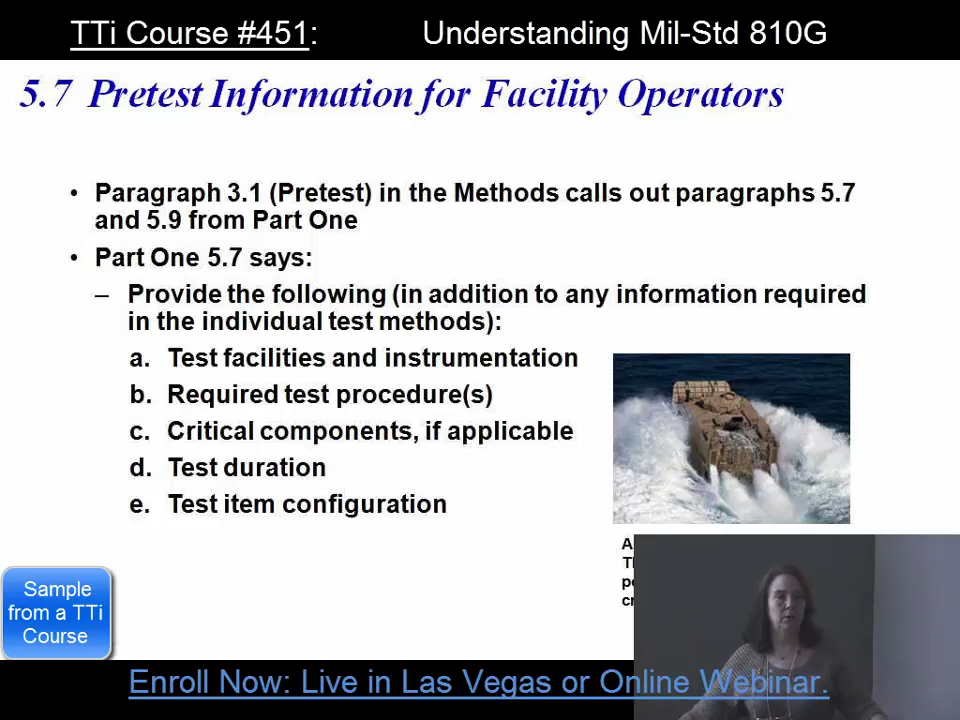 TTi Course #451: Understanding Mil-Std 810G
5.7 Pretest Information for Facility Operators
• Paragraph 3.1 (Pretest) in the Methods calls out paragraphs 5.7
and 5.9 from Part One
• Part One 5.7 says:
– Provide the following (in addition to any information required
in the individual test methods):
a. Test facilities and instrumentation
b. Required test procedure(s)
c. Critical components, if applicable
d. Test duration
e. Test item configuration
Sample
from a TTi
Course
Enroll Now: Live in Las Vegas or Online Webinar.